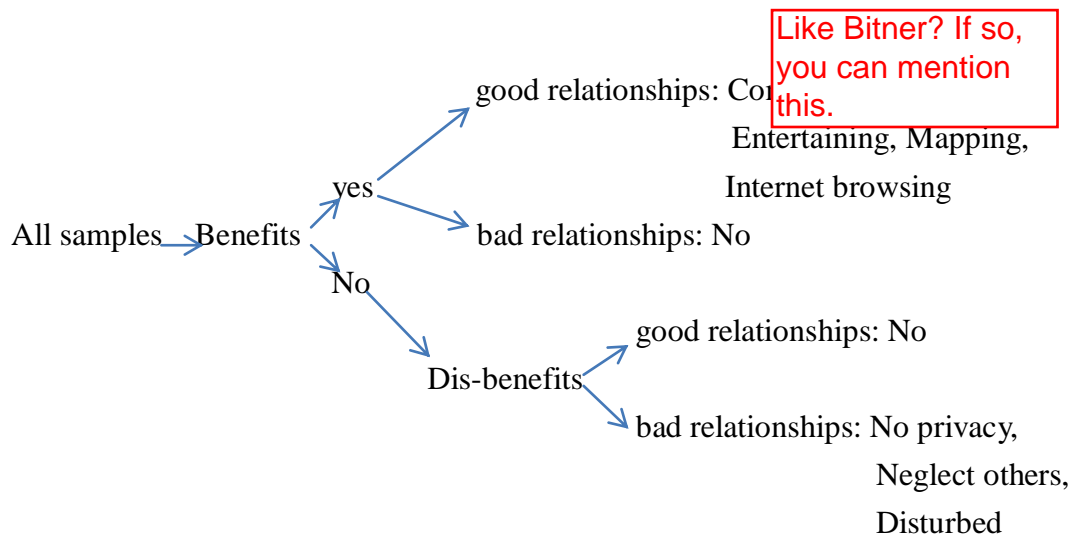 Like Bitner? If so,
you can mention
this.
good relationships:
Entertaining, Mapping,
Internet browsing
yes
All samples Benefits
bad relationships: No
No
good relationships: No
Dis-benefits
bad relationships: No privacy,
Neglect others,
Disturbed